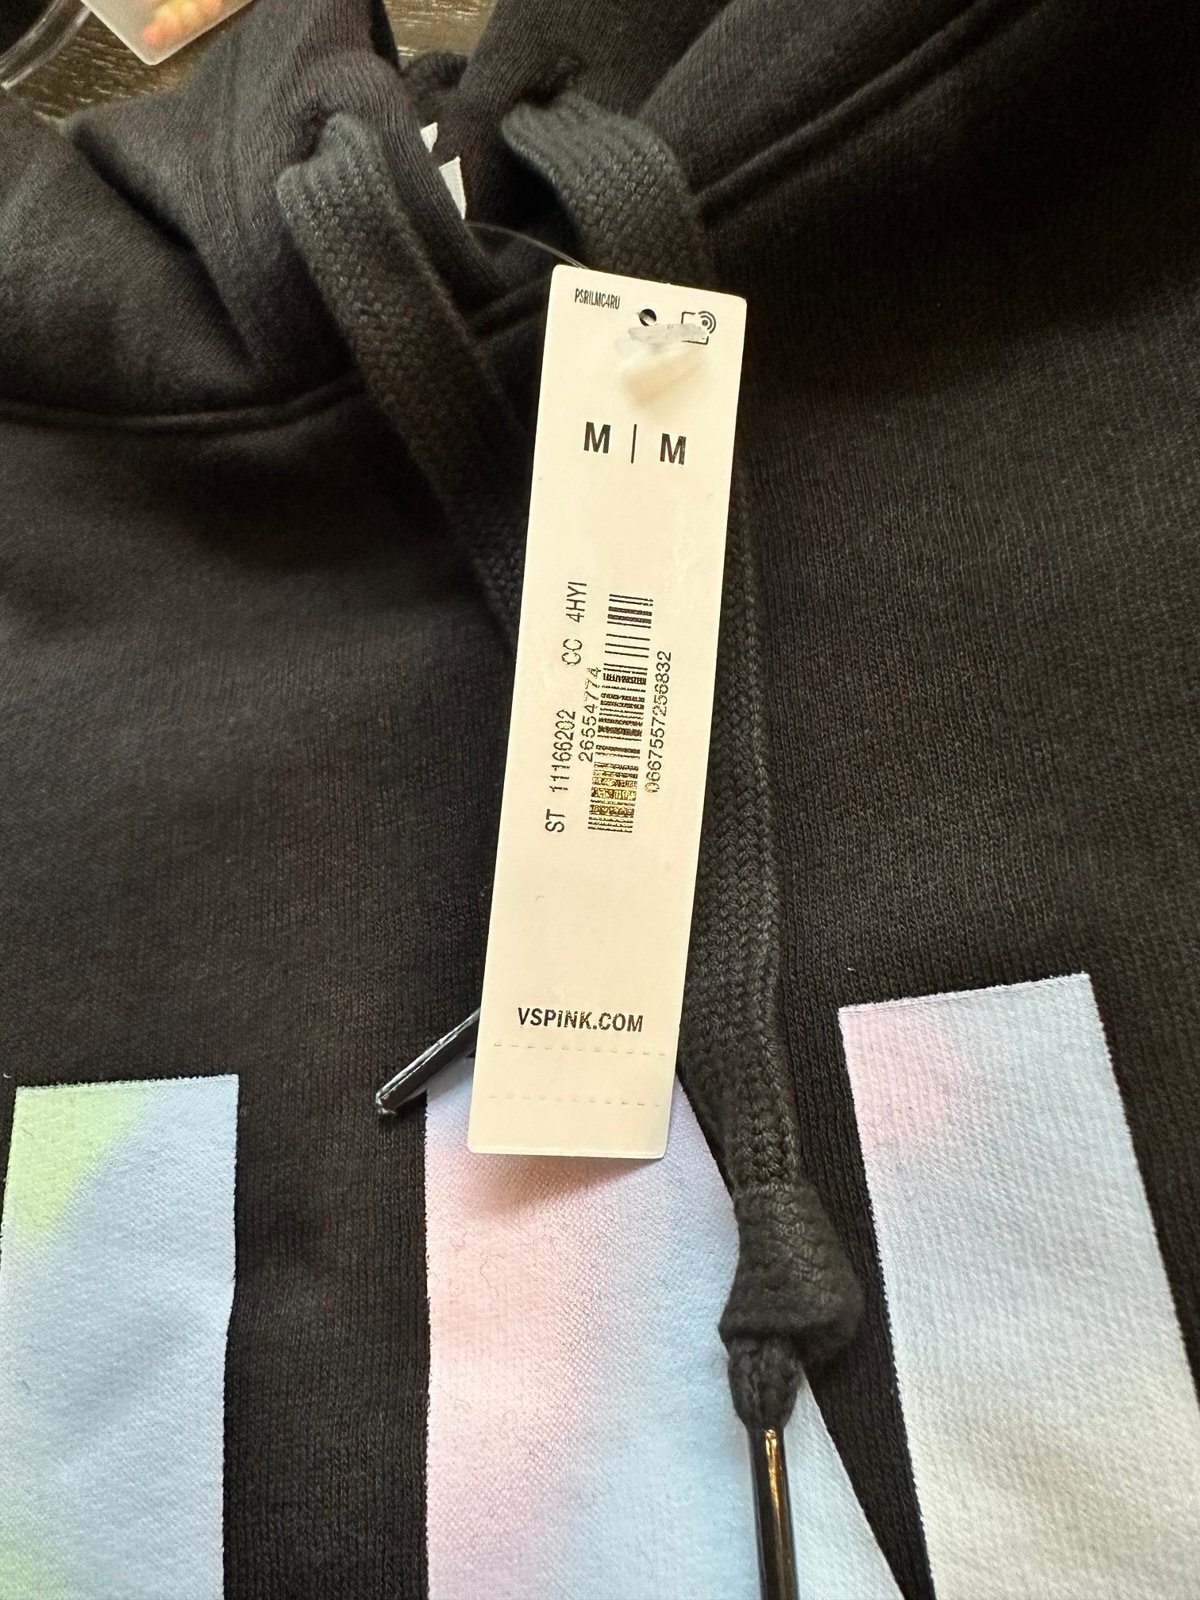 PSRILMC4RU
M | M
ST 11166202 CC 4HYI
26554774
0667557256832
VSPINK.COM